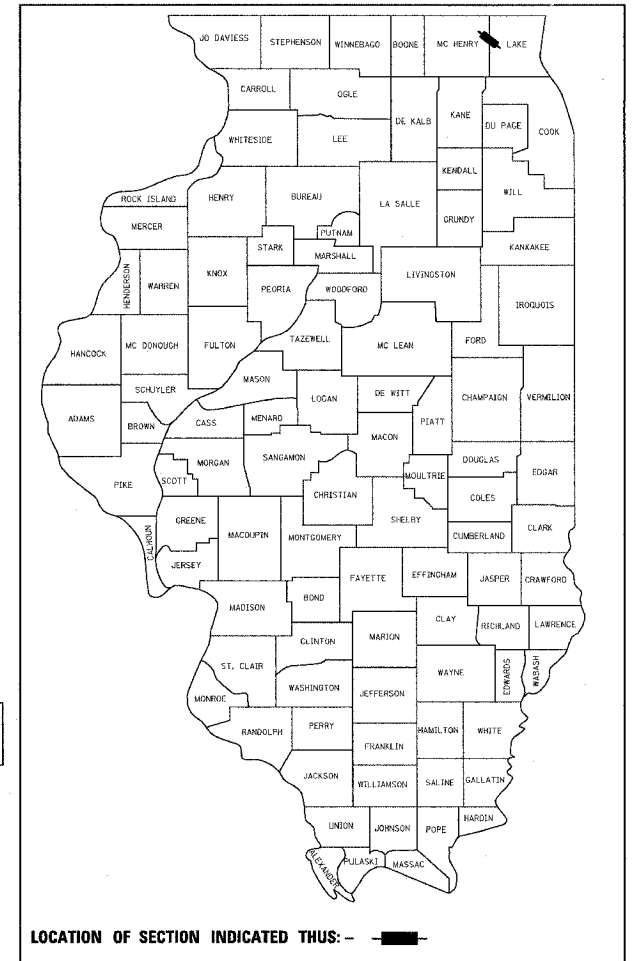 JO DAVIESS STEPHENSON WINNEBAGO BOONE MC HENRY LAKE
CARROLL OGLE DE KALB KANE DU PAGE COOK
WHITESIDE LEE
KENDALL WILL
ROCK ISLAND HENRY BUREAU LA SALLE GRUNDY
MERCER PUTNAM KANKAKEE
STARK MARSHALL LIVINGSTON
HENDERSON WARREN KNOX PEORIA WOODFORD IROQUOIS
HANCOCK MC DONOUGH FULTON TAZEWELL MC LEAN FORD
SCHUYLER MASON LOGAN DE WITT CHAMPAIGN VERMILION
ADAMS BROWN CASS MENARD PIATT
MACON
PIKE SCOTT MORGAN SANGAMON MOULTRIE DOUGLAS EDGAR
CHRISTIAN COLES
CALHOUN GREENE MACOUPIN MONTGOMERY SHELBY CUMBERLAND CLARK
JERSEY FAYETTE EFFINGHAM JASPER CRAWFORD
MADISON BOND
CLAY RICHLAND LAWRENCE
CLINTON MARION
ST. CLAIR WAYNE EDWARDS WABASH
MONROE WASHINGTON JEFFERSON
RANDOLPH PERRY HAMILTON WHITE
FRANKLIN
JACKSON WILLIAMSON SALINE GALLATIN
UNION JOHNSON POPE HARDIN
ALEXANDER PULASKI MASSAC
LOCATION OF SECTION INDICATED THUS: –